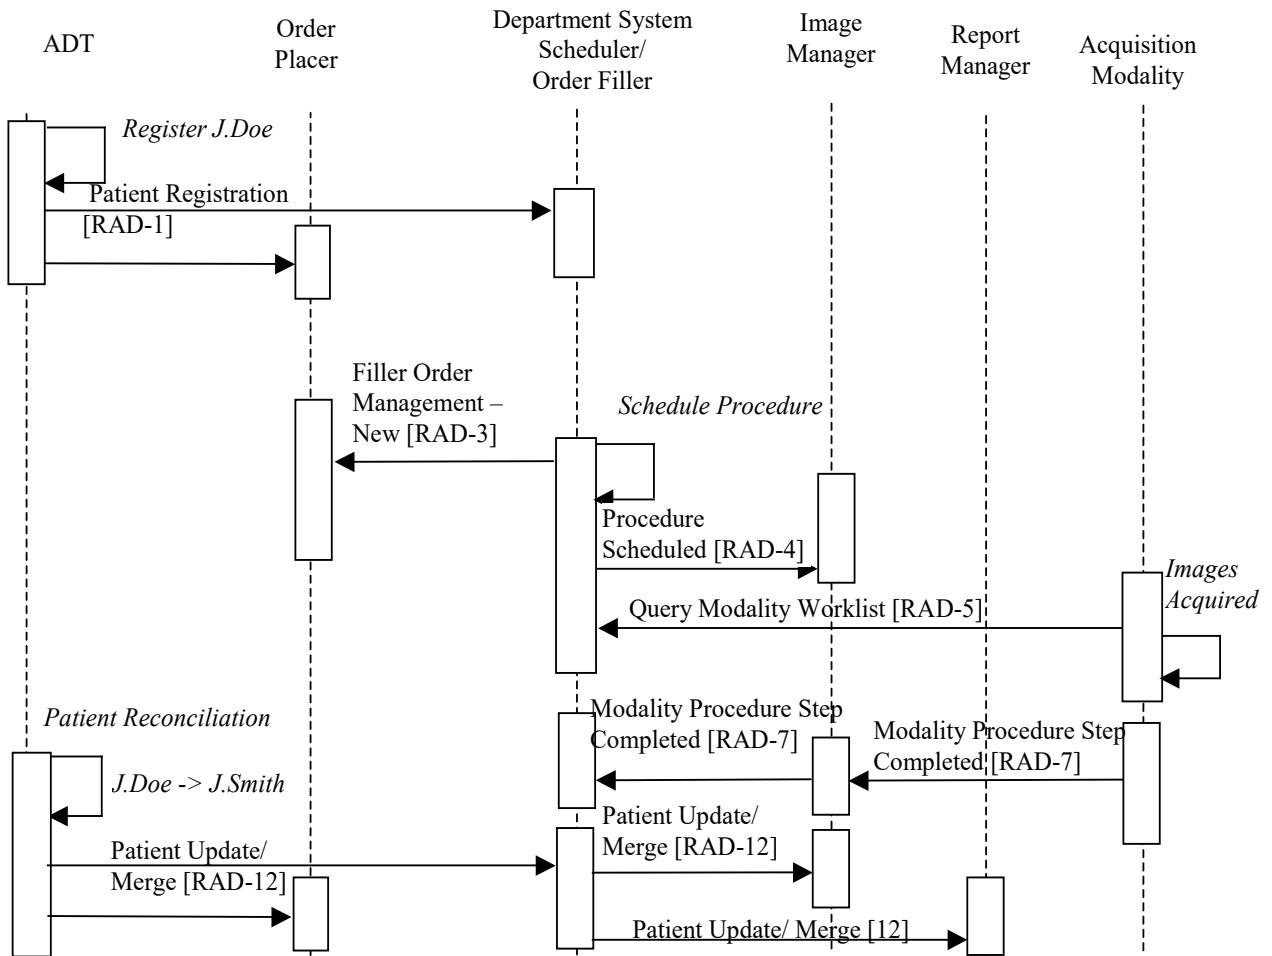 ADT
Order
Placer
Department System
Scheduler/
Order Filler
Image
Manager
Report
Manager
Acquisition
Modality
Register J.Doe
Patient Registration
[RAD-1]
Filler Order
Management –
New [RAD-3]
Schedule Procedure
Procedure
Scheduled [RAD-4]
Images
Acquired
Query Modality Worklist [RAD-5]
Modality Procedure Step
Completed [RAD-7]
Modality Procedure Step
Completed [RAD-7]
Patient Reconciliation
J.Doe -> J.Smith
Patient Update/
Merge [RAD-12]
Patient Update/
Merge [RAD-12]
Patient Update/ Merge [12]